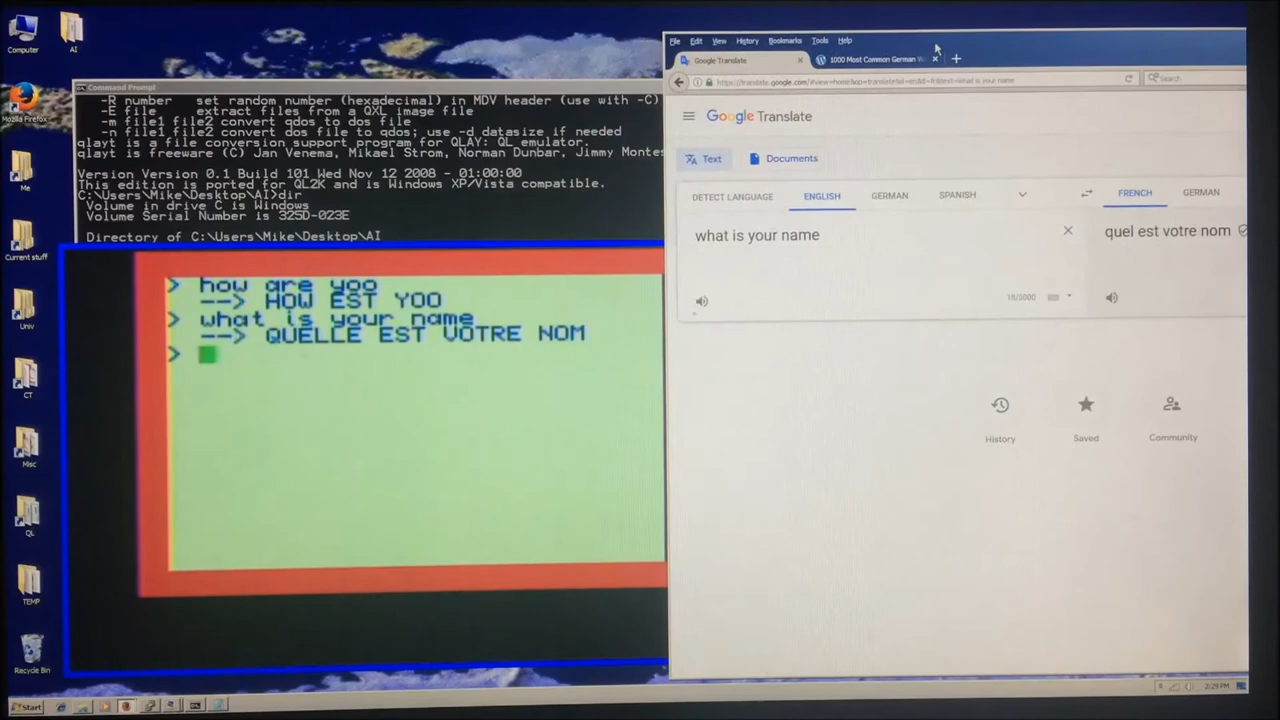 Computer
AI
Mozilla Firefox
Me
Current stuff
Univ
CT
Misc
QL
TEMP
Recycle Bin
Command Prompt
-R number set random number (hexadecimal) in MDV header (use with -C)
-E file extract files from a QXL image file
-m file1 file2 convert qdos to dos file
-n file1 file2 convert dos file to qdos; use -d datasize if needed
qlayt is a file conversion support program for QLAY: QL emulator.
qlayt is freeware (C) Jan Venema, Mikael Strom, Norman Dunbar, Jimmy Montes
Version Version 0.1 Build 101 Wed Nov 12 2008 - 01:00:00
This edition is ported for QL2K and is Windows XP/Vista compatible.
C:\Users\Mike\Desktop\AI>dir
Volume in drive C is Windows
Volume Serial Number is 325D-023E
Directory of C:\Users\Mike\Desktop\AI
> how are yoo
--> HOW EST YOO
> what is your name
--> QUELLE EST VOTRE NOM
>
File Edit View History Bookmarks Tools Help
Google Translate
1000 Most Common German
Search
Google Translate
Text Documents
DETECT LANGUAGE ENGLISH GERMAN SPANISH FRENCH GERMAN
what is your name
quel est votre nom
History Saved Community
Start
2:29 PM